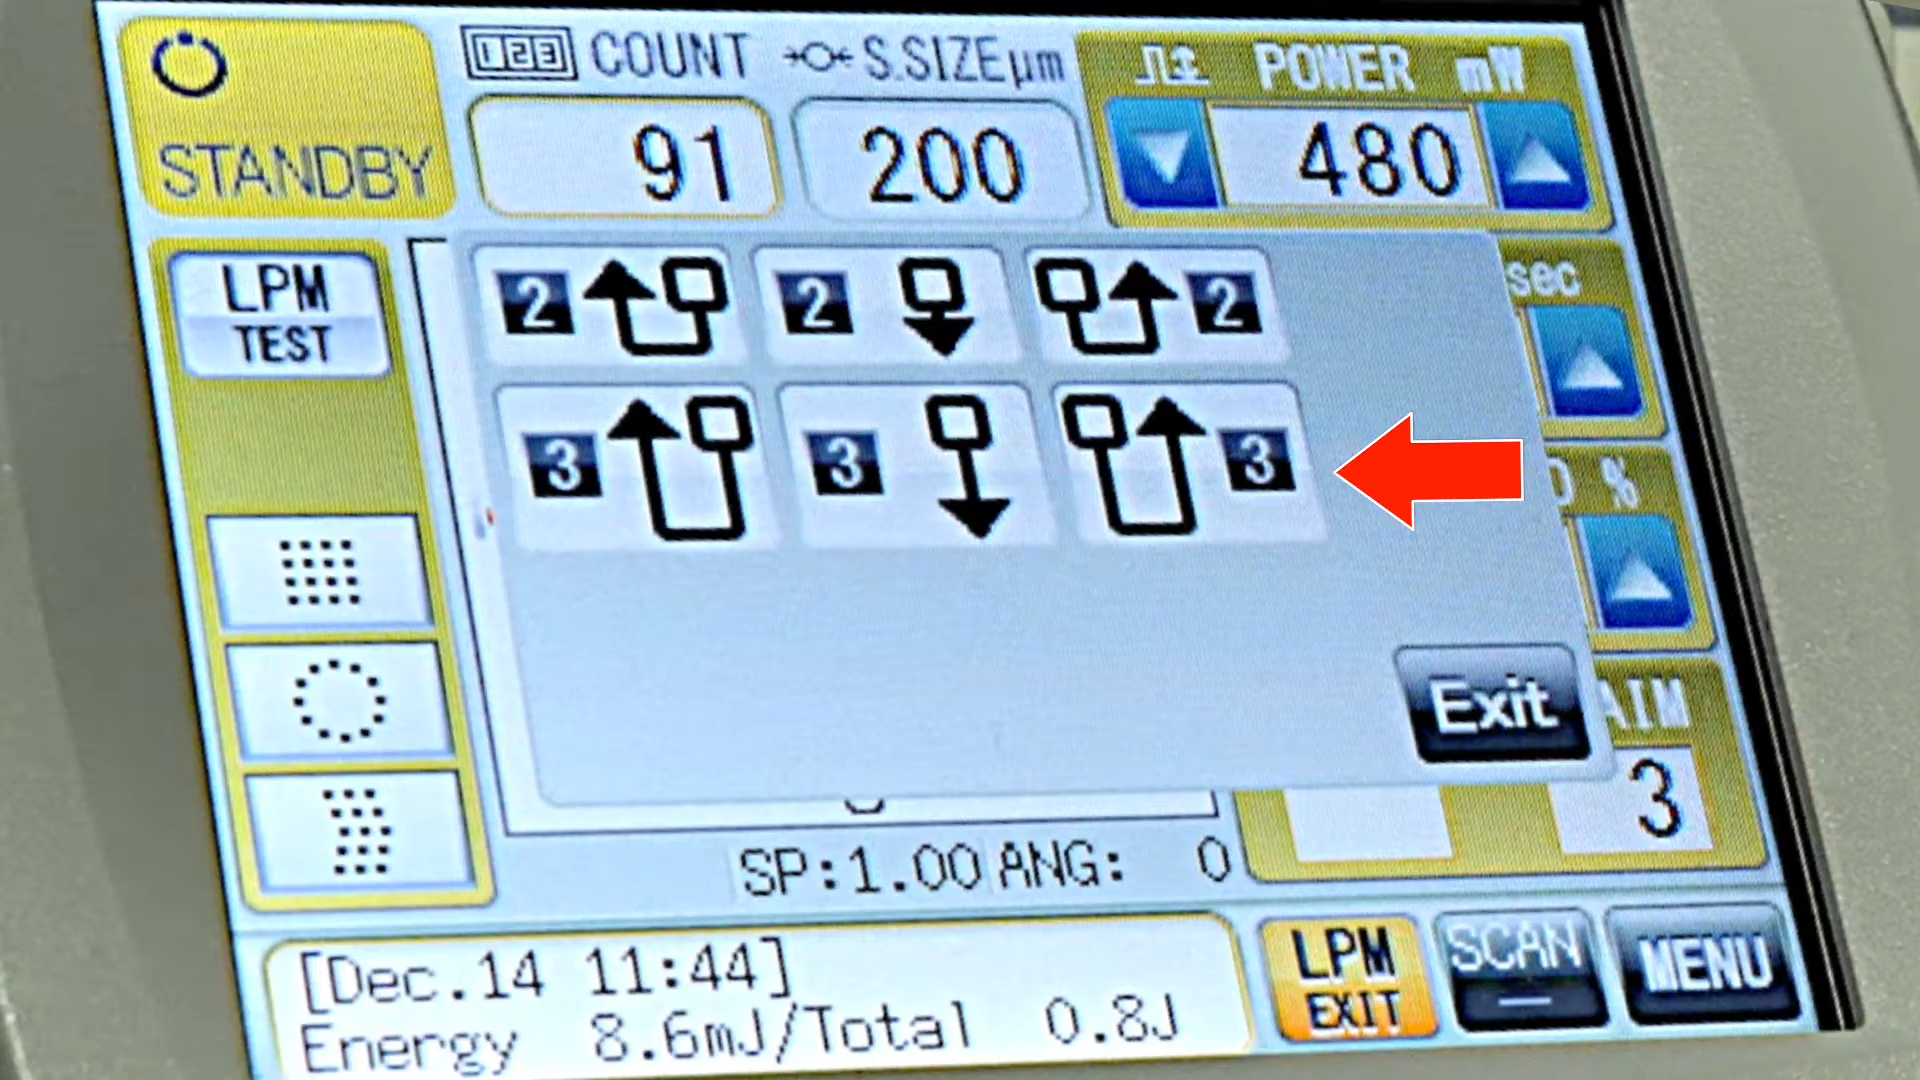 123 COUNT S.SIZEµm POWER mW
STANDBY 91 200 480
LPM
TEST
2 2 2
sec
3 3 3
%
Exit
AIM
3
SP:1.00 ANG: 0
[Dec.14 11:44]
Energy 8.6mJ/Total 0.8J
LPM
EXIT
SCAN
MENU